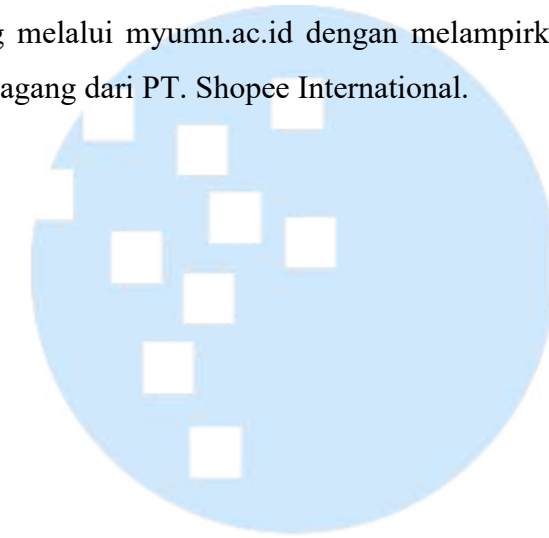 melalui myumn.ac.id dengan melampirk
agang dari PT. Shopee International.